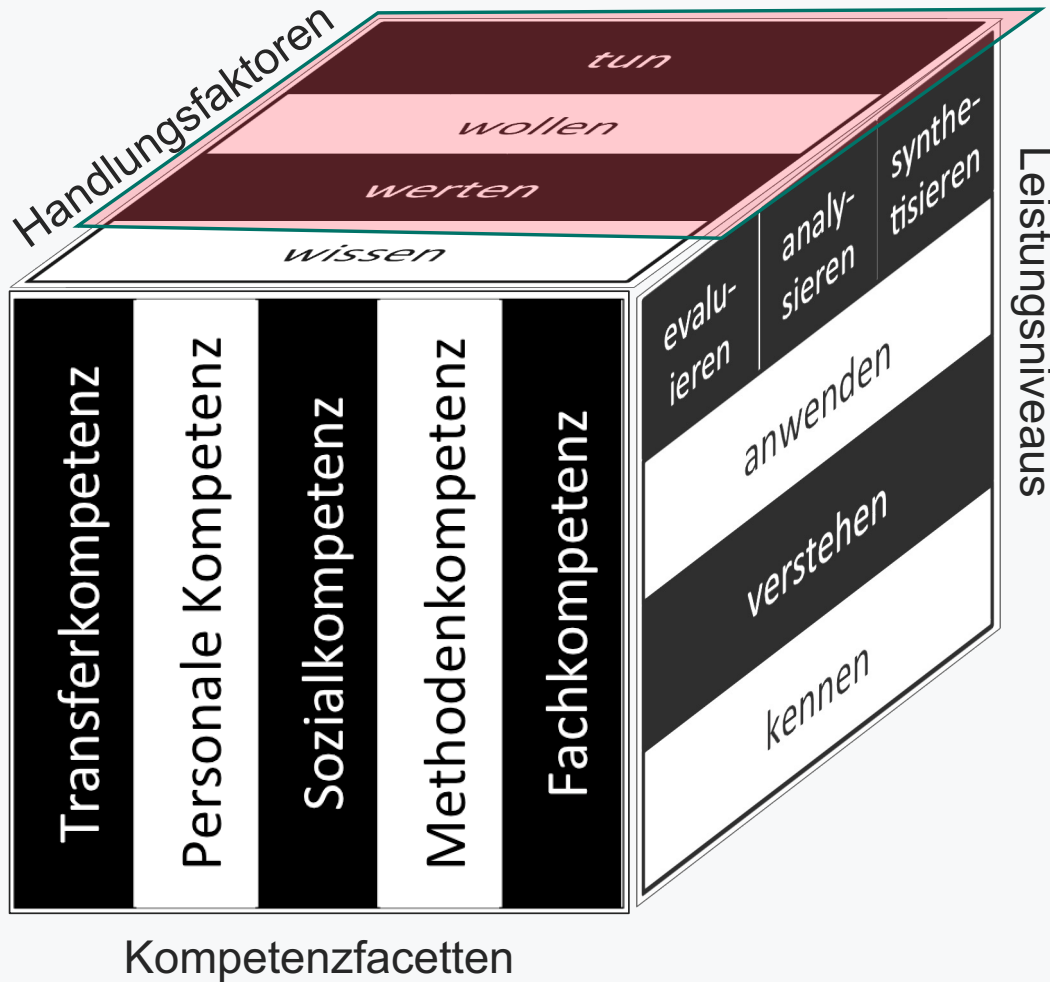 Handlungsfaktoren
tun
wollen
werten
wissen
Transferkompetenz
Personale Kompetenz
Sozialkompetenz
Methodenkompetenz
Fachkompetenz
Kompetenzfacetten
evalu-
ieren
analy-
sieren
synthe-
tisieren
anwenden
verstehen
kennen
Leistungsniveaus